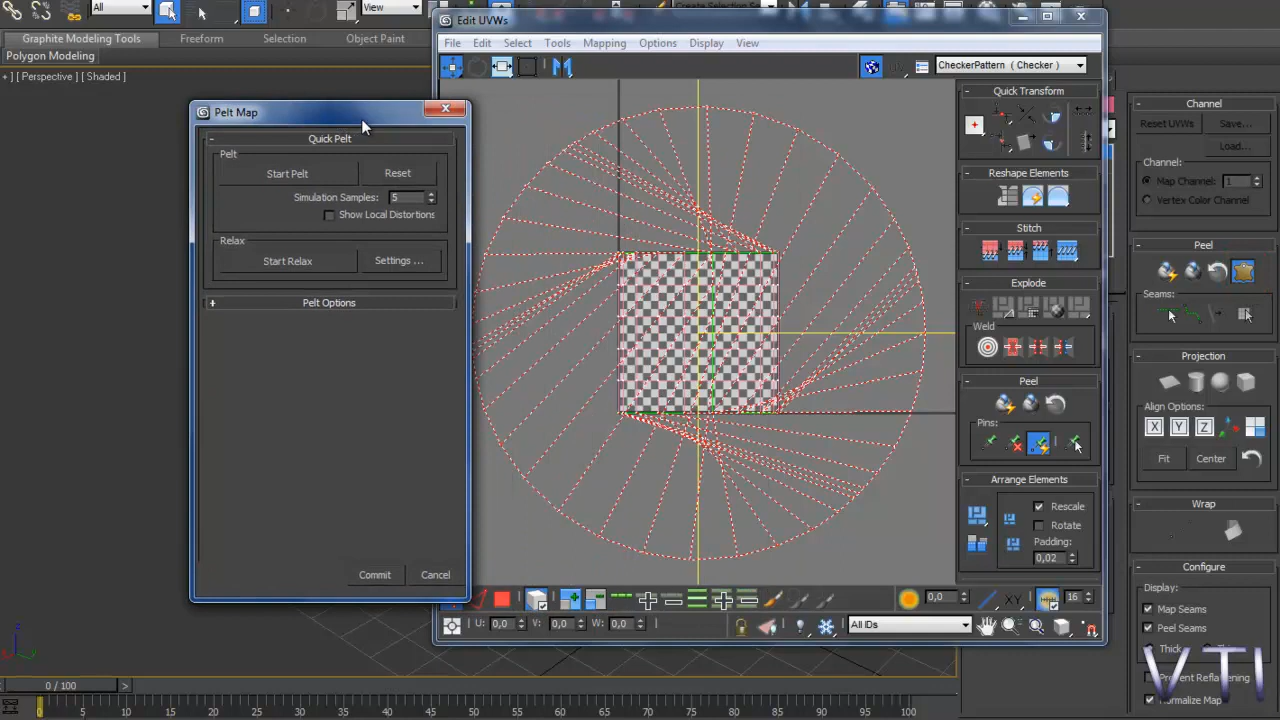 All
View
Graphite Modeling Tools
Freeform
Selection
Object Paint
Polygon Modeling
+ ] [ Perspective ] [ Shaded ]
Edit UVWs
File
Edit
Select
Tools
Mapping
Options
Display
View
CheckerPattern ( Checker )
Pelt Map
Quick Pelt
Pelt
Start Pelt
Reset
Simulation Samples:
5
Show Local Distortions
Relax
Start Relax
Settings ...
Pelt Options
Commit
Cancel
Quick Transform
Reshape Elements
Stitch
Explode
Weld
Peel
Pins:
Arrange Elements
Rescale
Rotate
Padding:
0,02
0,0
XY
16
U:
0,0
V:
0,0
W:
0,0
All IDs
Channel
Reset UVWs
Save...
Load...
Channel:
Map Channel:
1
Vertex Color Channel
Peel
Seams:
Projection
Align Options:
X
Y
Z
Fit
Center
Wrap
Configure
Display:
Map Seams
Peel Seams
Thick
Prevent Reflattening
Normalize Map
VTI
z
0 / 100
0
5
10
15
20
25
30
35
40
45
50
55
60
65
70
75
80
85
90
95
100